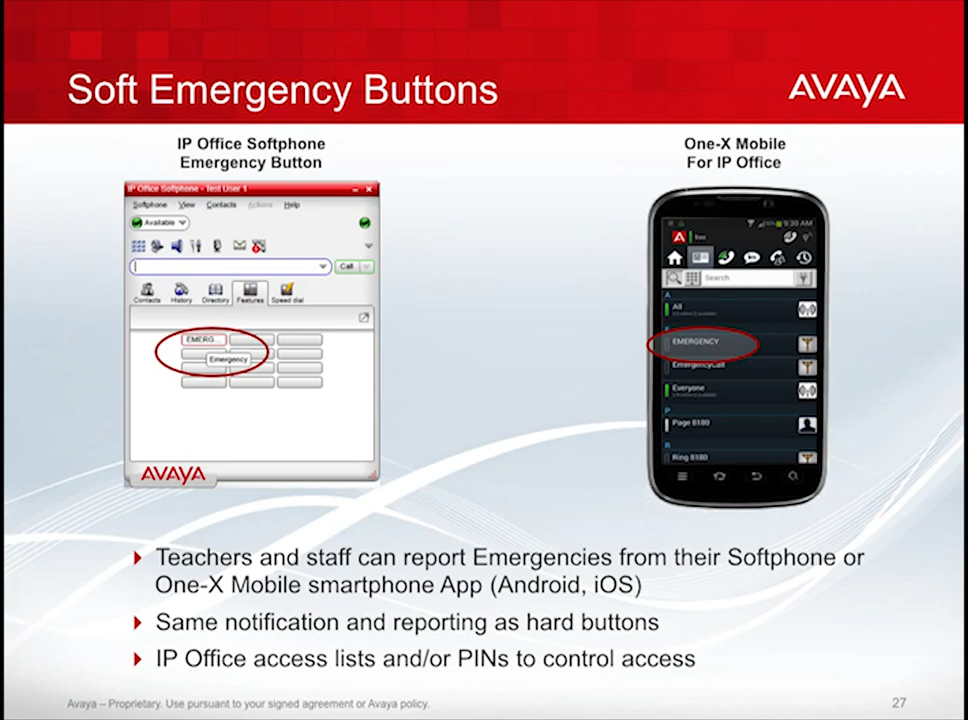 Soft Emergency Buttons
AVAYA
IP Office Softphone
Emergency Button
One-X Mobile
For IP Office
IP Office Softphone - Test User 1
Softphone View Contacts Actions Help
Available
Call
Contacts History Directory Features Speed dial
EMERG...
Emergency
AVAYA
9:30 AM
Search
A
All
EMERGENCY
EmergencyCall
Everyone
P
Page 8180
R
Ring 8180
Teachers and staff can report Emergencies from their Softphone or
One-X Mobile smartphone App (Android, iOS)
Same notification and reporting as hard buttons
IP Office access lists and/or PINs to control access
Avaya – Proprietary. Use pursuant to your signed agreement or Avaya policy.
27